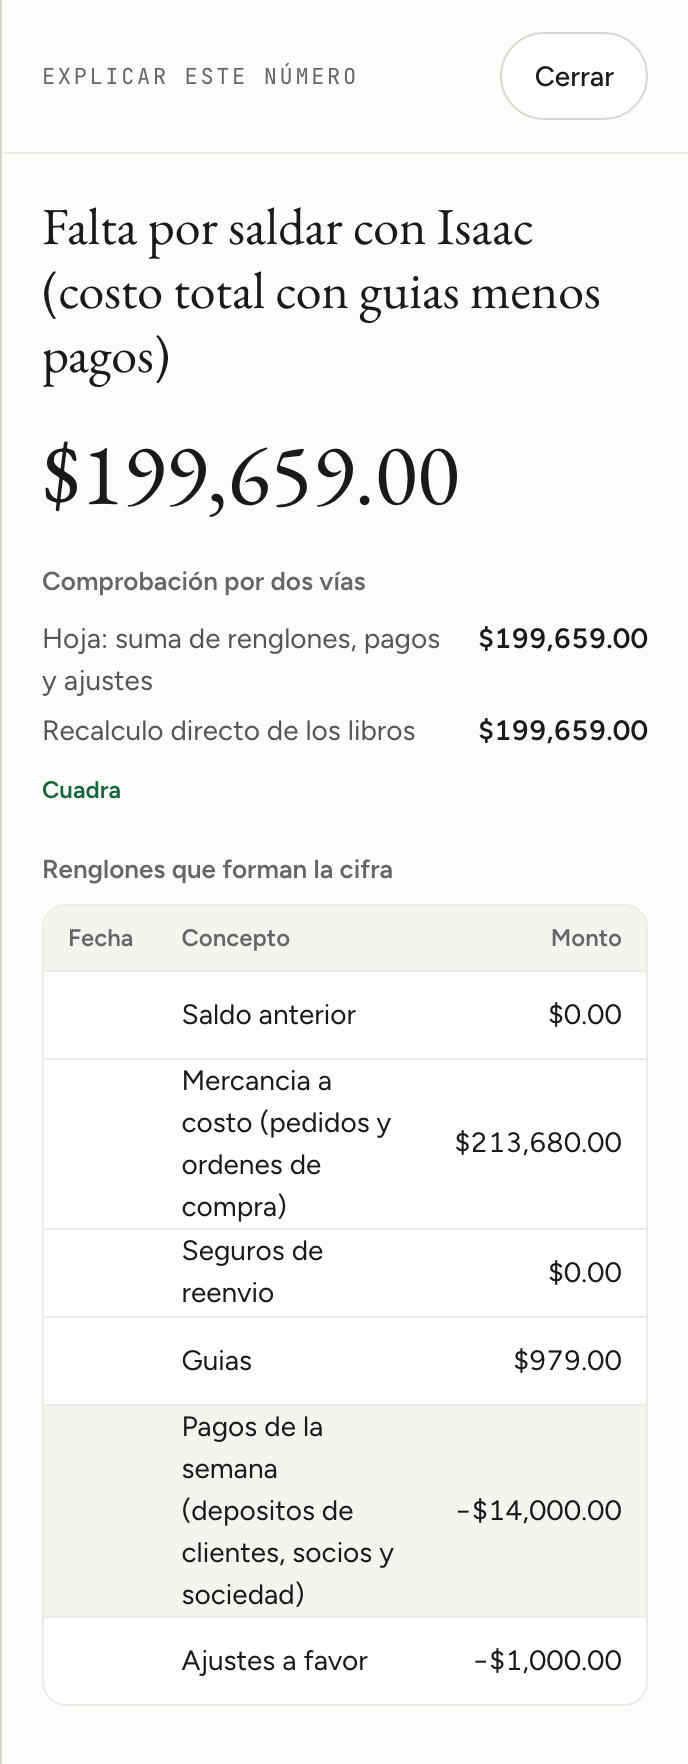 EXPLICAR ESTE NÚMERO
Cerrar
Falta por saldar con Isaac
(costo total con guias menos
pagos)
$199,659.00
Comprobación por dos vías
Hoja: suma de renglones, pagos $199,659.00
y ajustes
Recalculo directo de los libros $199,659.00
Cuadra
Renglones que forman la cifra
Fecha Concepto Monto
Saldo anterior $0.00
Mercancia a
costo (pedidos y
ordenes de
compra)
$213,680.00
Seguros de
reenvio
$0.00
Guias $979.00
Pagos de la
semana
(depositos de
clientes, socios y
sociedad)
−$14,000.00
Ajustes a favor −$1,000.00